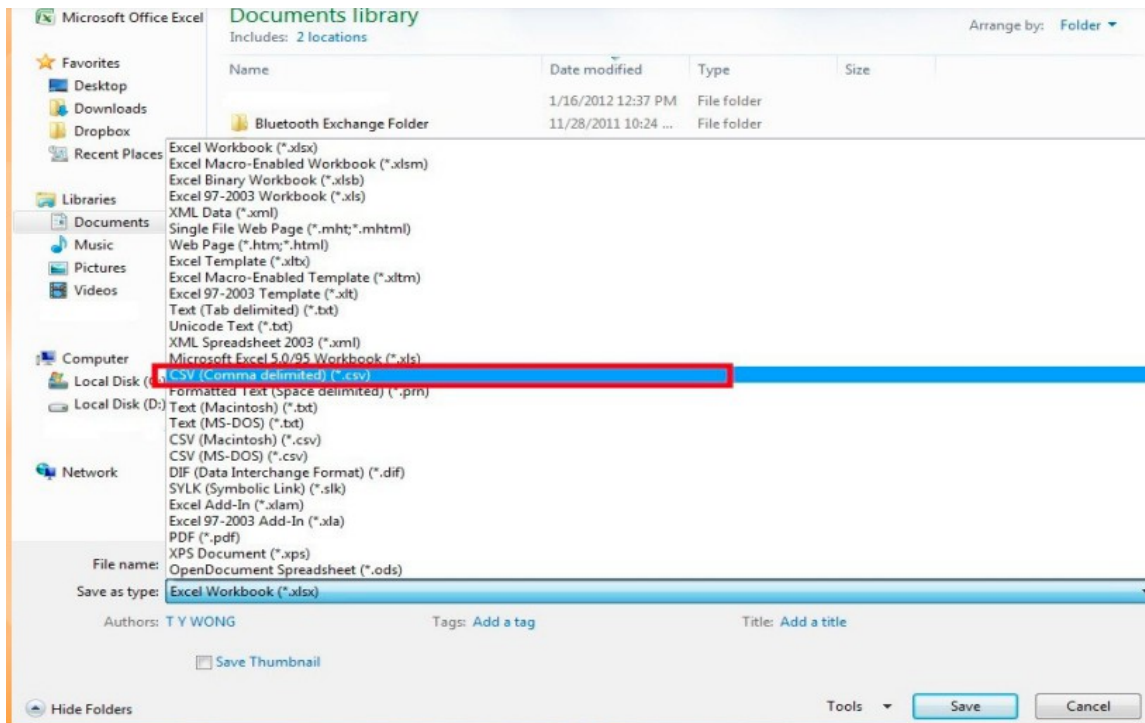 Microsoft Office Excel
Documents library
Includes: 2 locations
Arrange by: Folder
Favorites
Desktop
Downloads
Dropbox
Recent Places
Libraries
Documents
Music
Pictures
Videos
Computer
Local Disk (
Local Disk (D:)
Network
Name Date modified Type Size
1/16/2012 12:37 PM File folder
Bluetooth Exchange Folder 11/28/2011 10:24 ... File folder
Excel Workbook (*.xlsx)
Excel Macro-Enabled Workbook (*.xlsm)
Excel Binary Workbook (*.xlsb)
Excel 97-2003 Workbook (*.xls)
XML Data (*.xml)
Single File Web Page (*.mht;*.mhtml)
Web Page (*.htm;*.html)
Excel Template (*.xltx)
Excel Macro-Enabled Template (*.xltm)
Excel 97-2003 Template (*.xlt)
Text (Tab delimited) (*.txt)
Unicode Text (*.txt)
XML Spreadsheet 2003 (*.xml)
Microsoft Excel 5.0/95 Workbook (*.xls)
CSV (Comma delimited) (*.csv)
Formatted Text (Space delimited) (*.prn)
Text (Macintosh) (*.txt)
Text (MS-DOS) (*.txt)
CSV (Macintosh) (*.csv)
CSV (MS-DOS) (*.csv)
DIF (Data Interchange Format) (*.dif)
SYLK (Symbolic Link) (*.slk)
Excel Add-In (*.xlam)
Excel 97-2003 Add-In (*.xla)
PDF (*.pdf)
XPS Document (*.xps)
OpenDocument Spreadsheet (*.ods)
File name:
Save as type: Excel Workbook (*.xlsx)
Authors: T Y WONG Tags: Add a tag Title: Add a title
Save Thumbnail
Hide Folders Tools Save Cancel